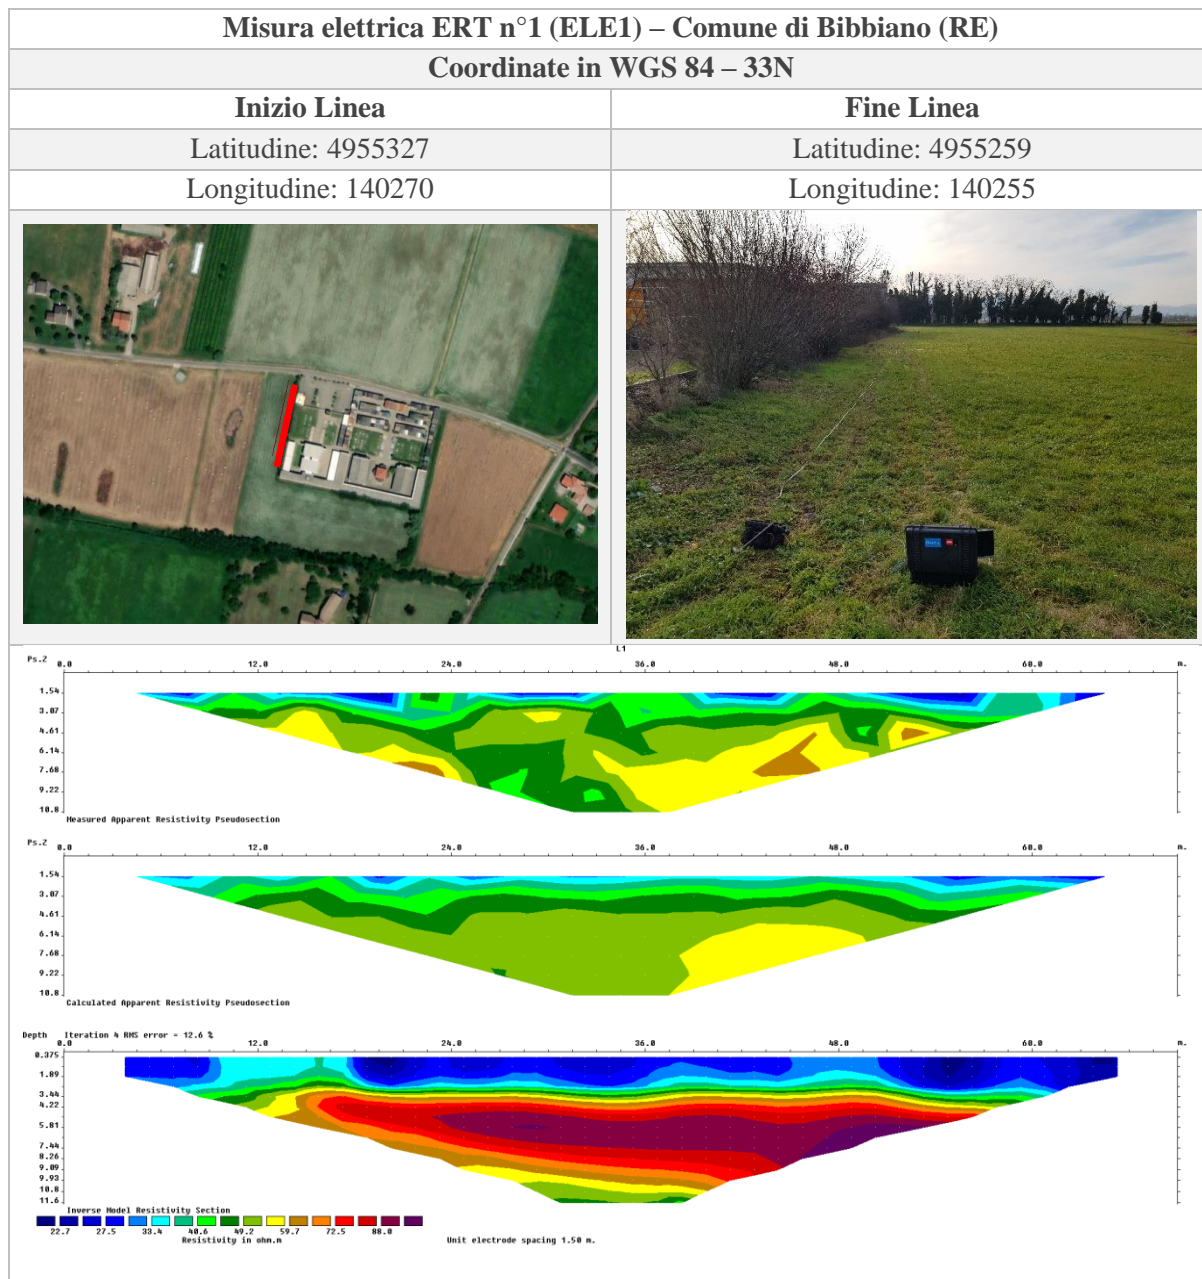 Misura elettrica ERT n°1 (ELE1) – Comune di Bibbiano (RE)
Coordinate in WGS 84 – 33N
Inizio Linea
Fine Linea
Latitudine: 4955327
Latitudine: 4955259
Longitudine: 140270
Longitudine: 140255
L1
Ps.Z 0.0 12.0 24.0 36.0 48.0 60.0 m.
1.54
3.07
4.61
6.14
7.68
9.22
10.8
Measured Apparent Resistivity Pseudosection
Ps.Z 0.0 12.0 24.0 36.0 48.0 60.0 m.
1.54
3.07
4.61
6.14
7.68
9.22
10.8
Calculated Apparent Resistivity Pseudosection
Depth Iteration 4 RMS error = 12.6 %
0.0 12.0 24.0 36.0 48.0 60.0 m.
0.375
1.89
3.44
4.22
5.81
7.44
8.26
9.09
9.93
10.8
11.6
Inverse Model Resistivity Section
22.7 27.5 33.4 40.6 49.2 59.7 72.5 88.0
Resistivity in ohm.m
Unit electrode spacing 1.50 m.